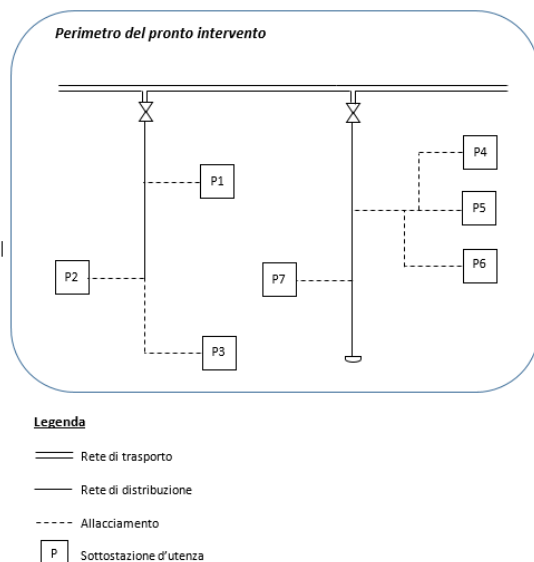 Perimetro del pronto intervento
P4
P1
P5
P2
P7
P6
P3
Legenda
Rete di trasporto
Rete di distribuzione
Allacciamento
P
Sottostazione d'utenza